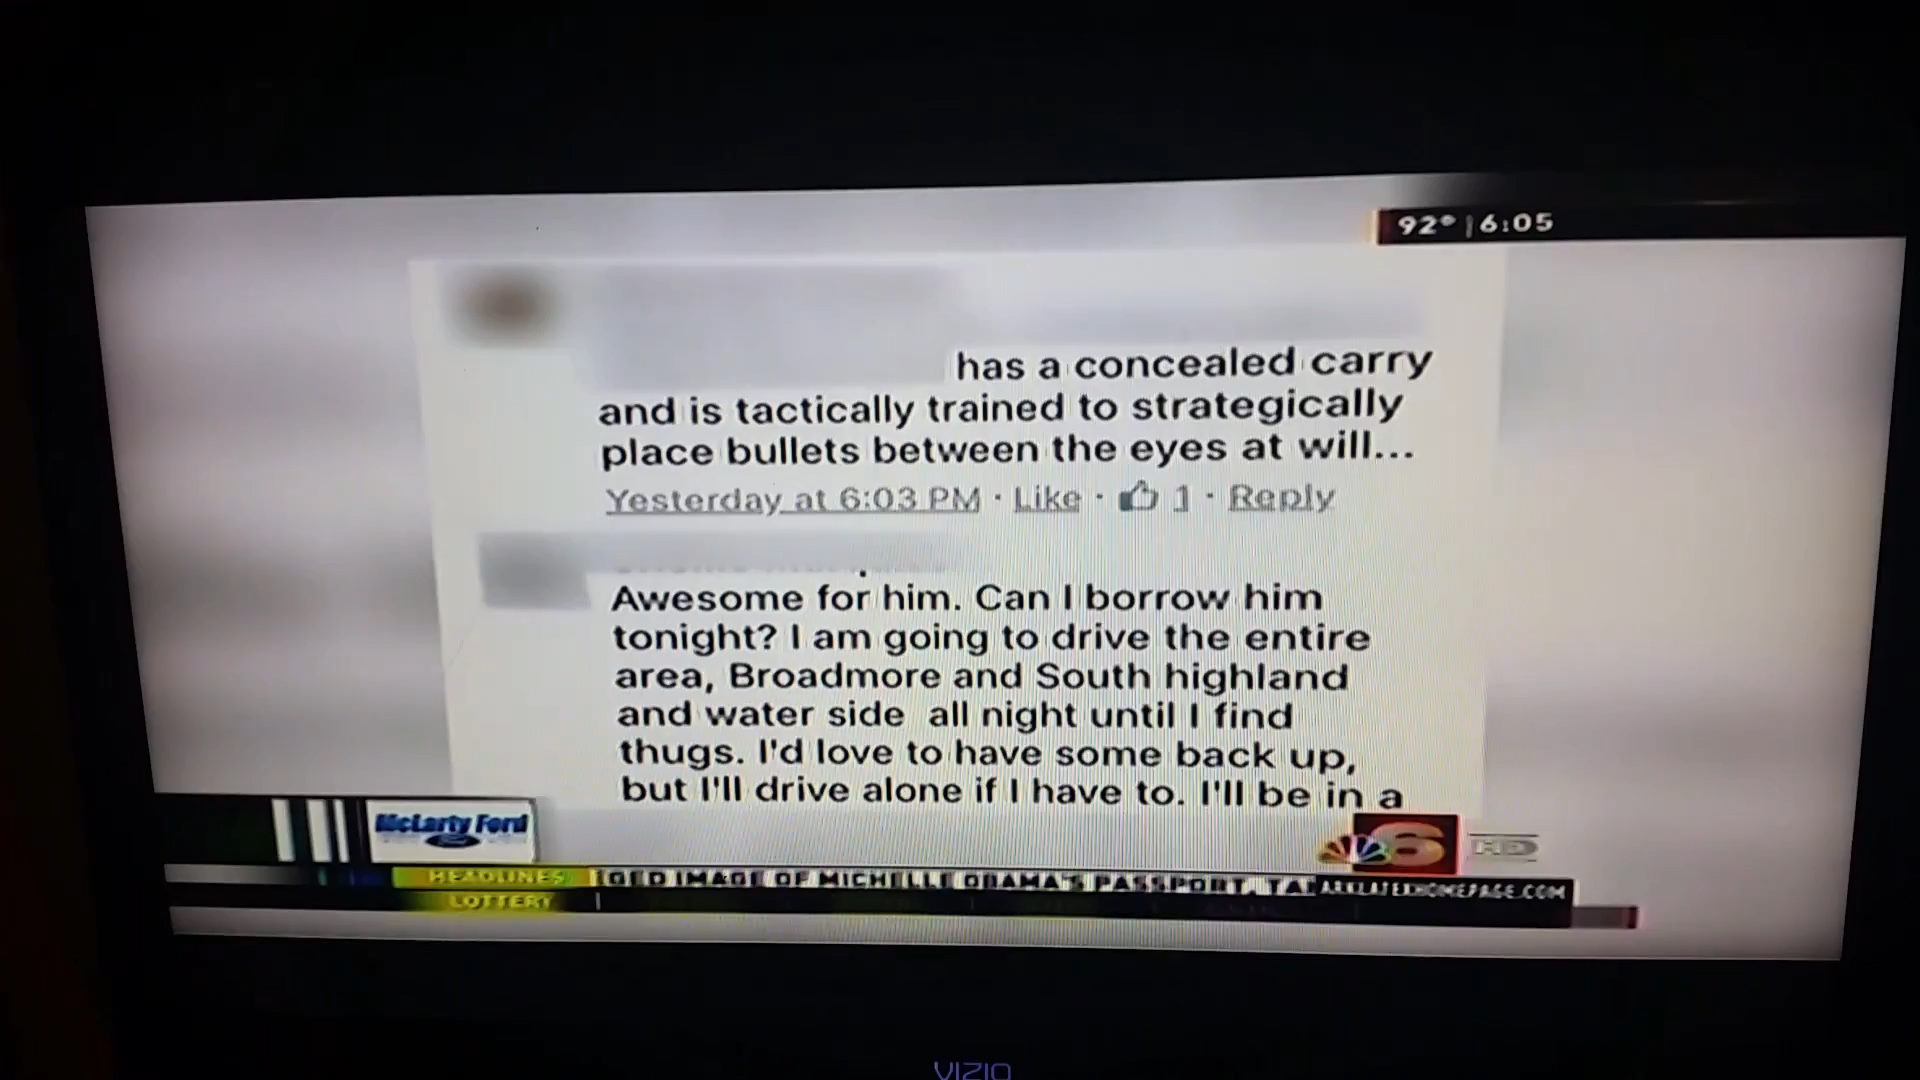 92° | 6:05
has a concealed carry
and is tactically trained to strategically
place bullets between the eyes at will...
Yesterday at 6:03 PM · Like · 1 · Reply
Awesome for him. Can I borrow him
tonight? I am going to drive the entire
area, Broadmore and South highland
and water side all night until I find
thugs. I'd love to have some back up,
but I'll drive alone if I have to. I'll be in a
McLarty Ford
6 HD
HEADLINES
GED IMAGE OF MICHELLE OBAMA'S PASSPORT, TA
ARKLATEXHOMEPAGE.COM
LOTTERY
VIZIO